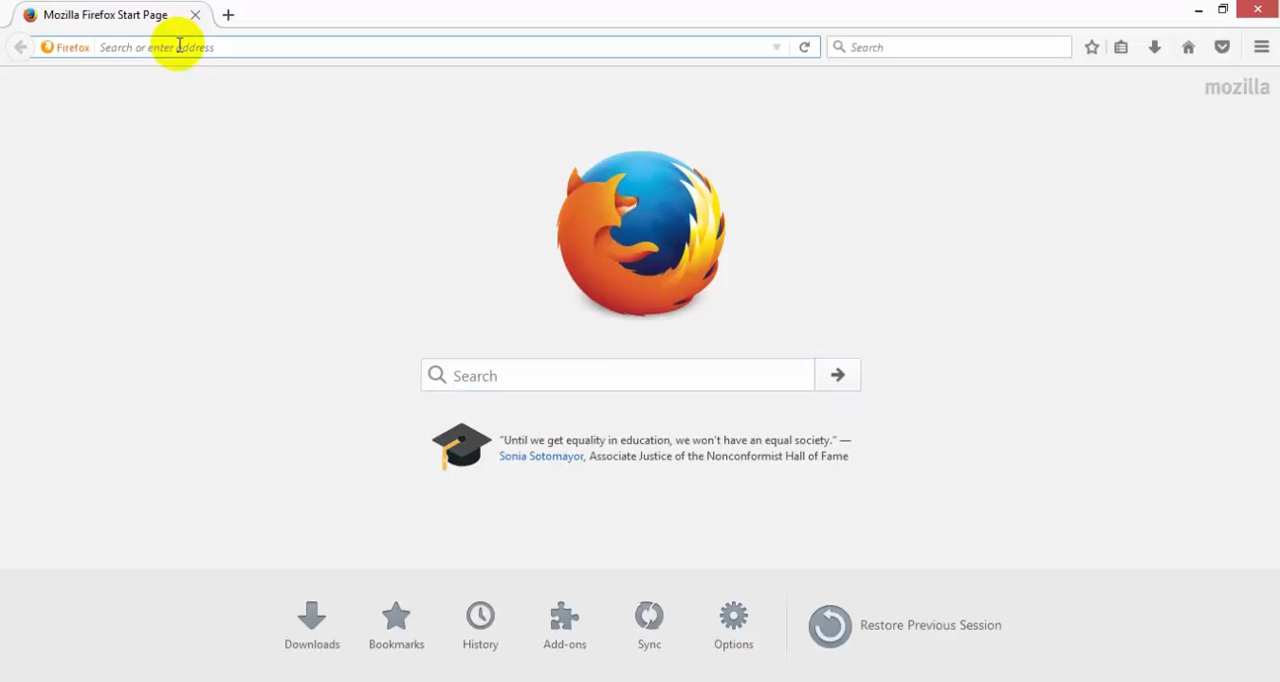 Mozilla Firefox Start Page
Firefox Search or enter address
Search
mozilla
Search
"Until we get equality in education, we won't have an equal society." —
Sonia Sotomayor, Associate Justice of the Nonconformist Hall of Fame
Downloads Bookmarks History Add-ons Sync Options Restore Previous Session